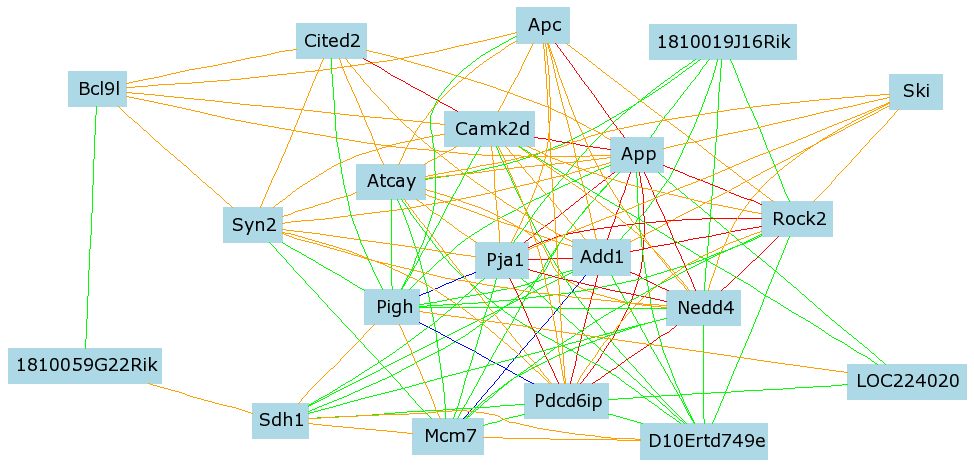 Apc
Cited2
1810019J16Rik
Bcl9l
Ski
Camk2d
App
Atcay
Rock2
Syn2
Pja1
Add1
Pigh
Nedd4
1810059G22Rik
LOC224020
Pdcd6ip
Sdh1
Mcm7
D10Ertd749e